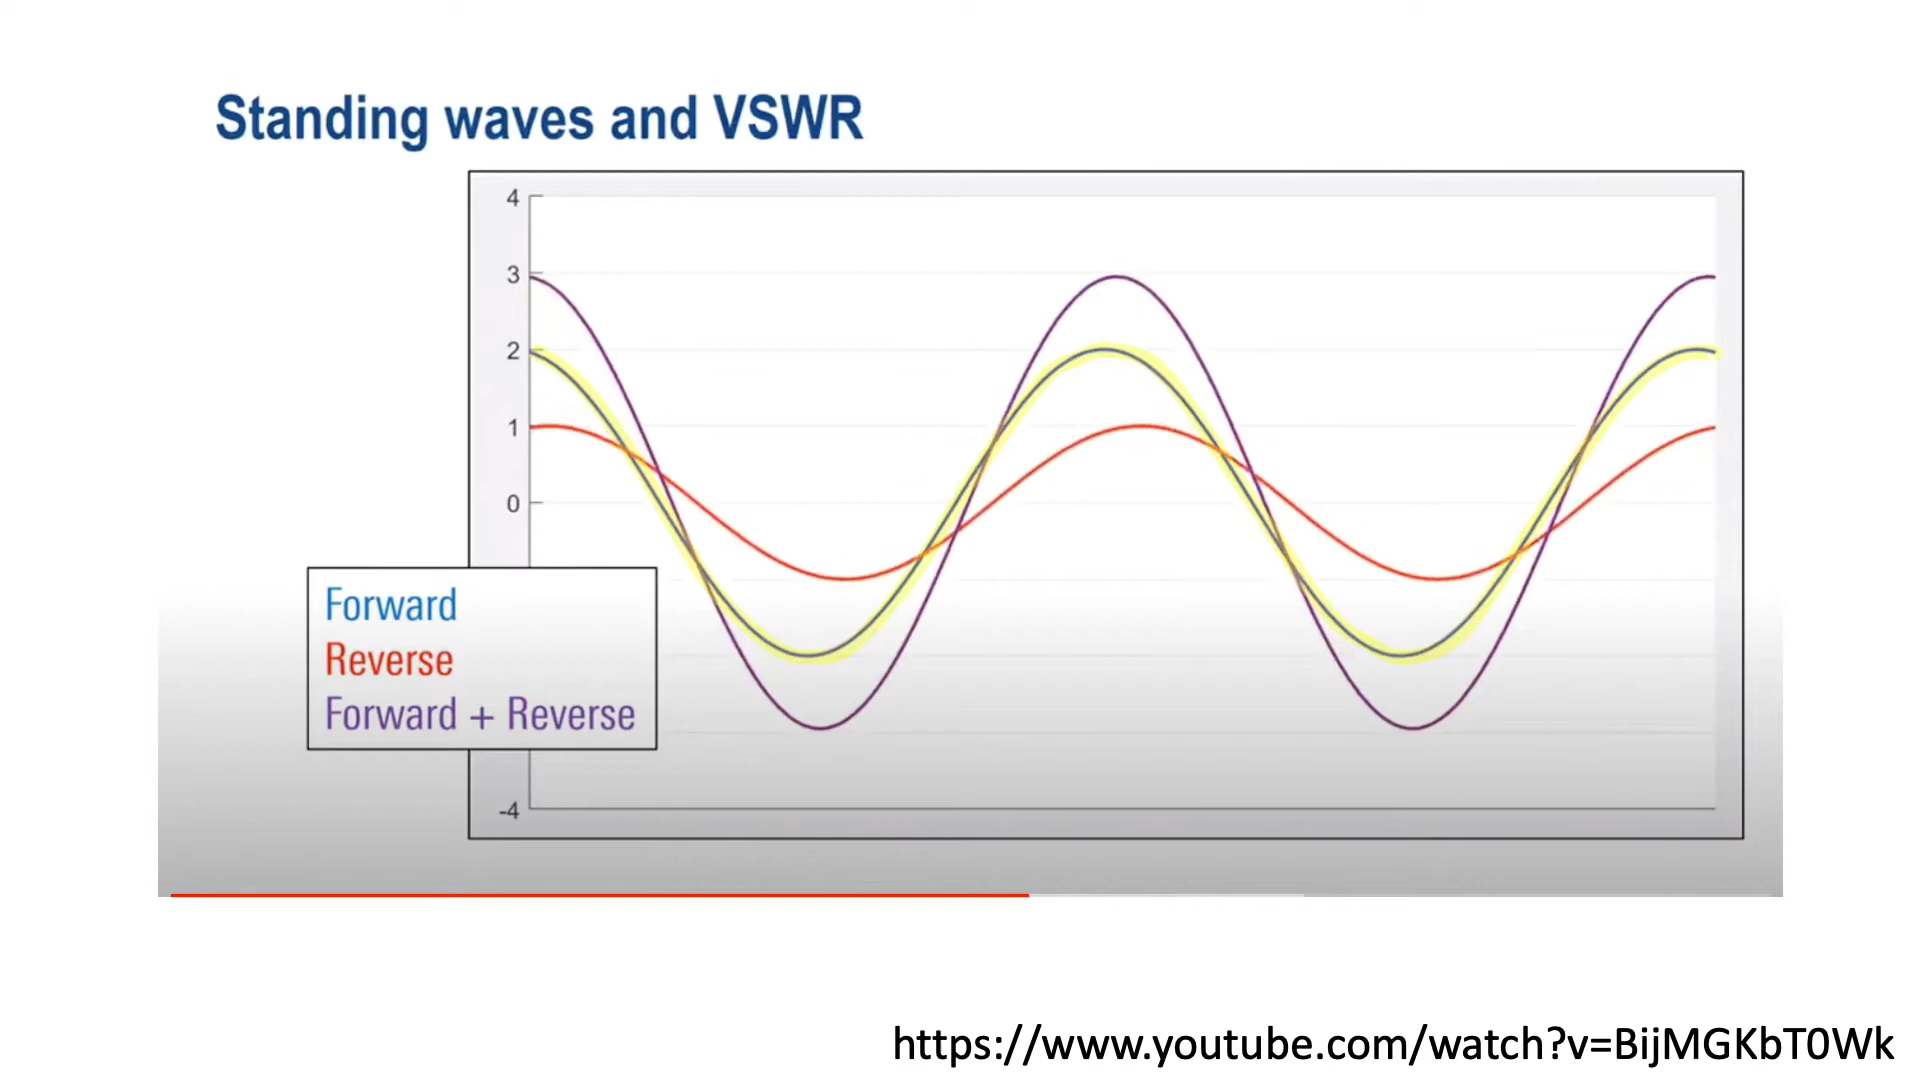 Standing waves and VSWR
4
3
2
1
0
-4
Forward
Reverse
Forward + Reverse
https://www.youtube.com/watch?v=BijMGKbT0Wk